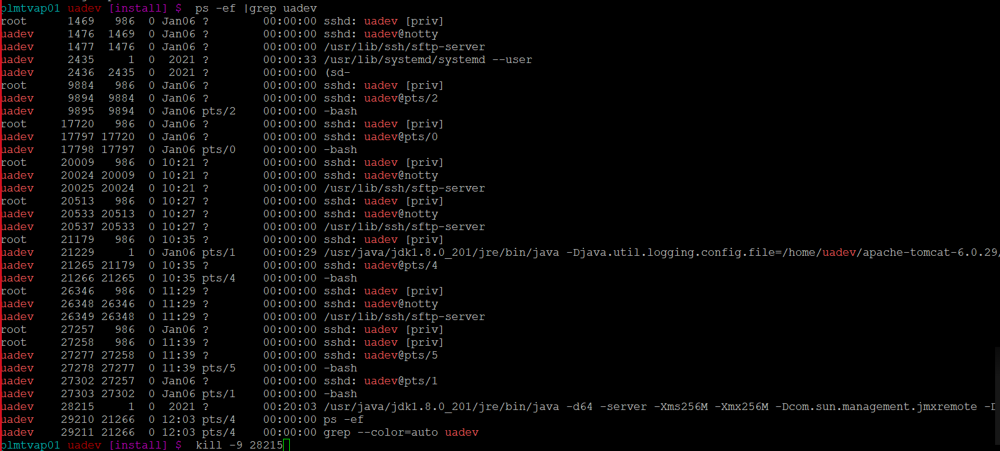 plmtvap01 uadev [install] $  ps -ef |grep uadev
root      1469   986  0 Jan06 ?        00:00:00 sshd: uadev [priv]
uadev     1476  1469  0 Jan06 ?        00:00:00 sshd: uadev@notty
uadev     1477  1476  0 Jan06 ?        00:00:00 /usr/lib/ssh/sftp-server
uadev     2435     1  0  2021 ?        00:00:33 /usr/lib/systemd/systemd --user
uadev     2436  2435  0  2021 ?        00:00:00 (sd-
root      9884   986  0 Jan06 ?        00:00:00 sshd: uadev [priv]
uadev     9894  9884  0 Jan06 ?        00:00:00 sshd: uadev@pts/2
uadev     9895  9894  0 Jan06 pts/2    00:00:00 -bash
root     17720   986  0 Jan06 ?        00:00:00 sshd: uadev [priv]
uadev    17797 17720  0 Jan06 ?        00:00:00 sshd: uadev@pts/0
uadev    17798 17797  0 Jan06 pts/0    00:00:00 -bash
root     20009   986  0 10:21 ?        00:00:00 sshd: uadev [priv]
uadev    20024 20009  0 10:21 ?        00:00:00 sshd: uadev@notty
uadev    20025 20024  0 10:21 ?        00:00:00 /usr/lib/ssh/sftp-server
root     20513   986  0 10:27 ?        00:00:00 sshd: uadev [priv]
uadev    20533 20513  0 10:27 ?        00:00:00 sshd: uadev@notty
uadev    20537 20533  0 10:27 ?        00:00:00 /usr/lib/ssh/sftp-server
root     21179   986  0 10:35 ?        00:00:00 sshd: uadev [priv]
uadev    21229     1  0 Jan06 pts/1    00:00:29 /usr/java/jdk1.8.0_201/jre/bin/java -Djava.util.logging.config.file=/home/uadev/apache-tomcat-6.0.29/
uadev    21265 21179  0 10:35 ?        00:00:00 sshd: uadev@pts/4
uadev    21266 21265  0 10:35 pts/4    00:00:00 -bash
root     26346   986  0 11:29 ?        00:00:00 sshd: uadev [priv]
uadev    26348 26346  0 11:29 ?        00:00:00 sshd: uadev@notty
uadev    26349 26348  0 11:29 ?        00:00:00 /usr/lib/ssh/sftp-server
root     27257   986  0 Jan06 ?        00:00:00 sshd: uadev [priv]
root     27258   986  0 11:39 ?        00:00:00 sshd: uadev [priv]
uadev    27277 27258  0 11:39 ?        00:00:00 sshd: uadev@pts/5
uadev    27278 27277  0 11:39 pts/5    00:00:00 -bash
uadev    27302 27257  0 Jan06 ?        00:00:00 sshd: uadev@pts/1
uadev    27303 27302  0 Jan06 pts/1    00:00:00 -bash
uadev    28215     1  0  2021 ?        00:20:03 /usr/java/jdk1.8.0_201/jre/bin/java -d64 -server -Xms256M -Xmx256M -Dcom.sun.management.jmxremote -D
uadev    29210 21266  0 12:03 pts/4    00:00:00 ps -ef
uadev    29211 21266  0 12:03 pts/4    00:00:00 grep --color=auto uadev
plmtvap01 uadev [install] $  kill -9 28215